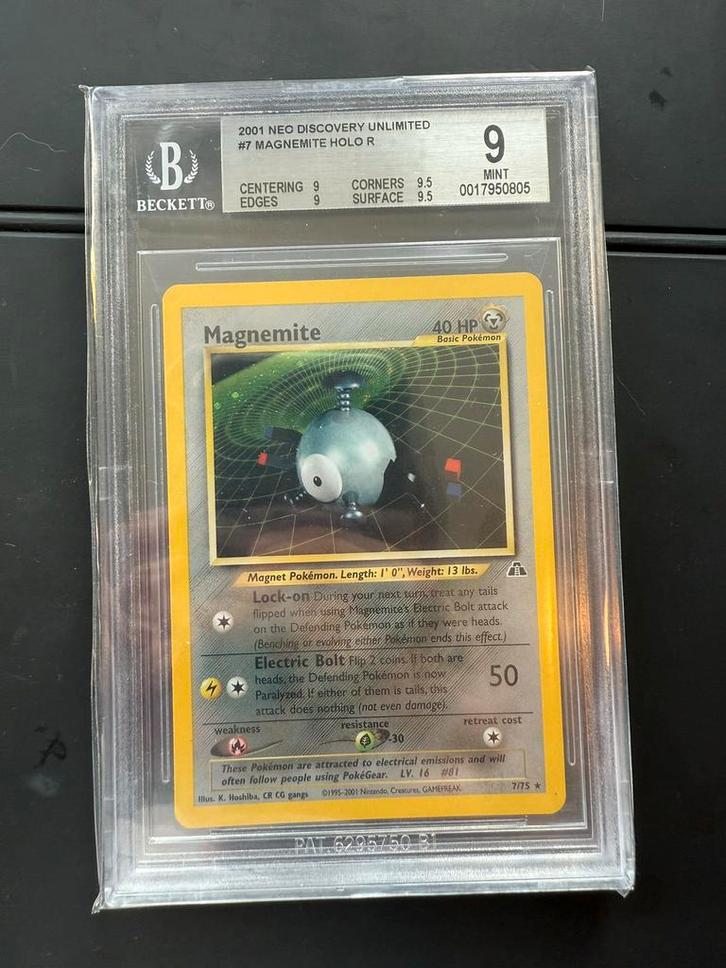 2001 NEO DISCOVERY UNLIMITED
#7 MAGNEMITE HOLO R
9
MINT
0017950805
CENTERING 9 CORNERS 9.5
EDGES 9 SURFACE 9.5
B
BECKETT®
Magnemite 40 HP
Basic Pokémon
Magnet Pokémon. Length: 1' 0", Weight: 13 lbs.
Lock-on During your next turn, treat any tails
flipped when using Magnemite's Electric Bolt attack
on the Defending Pokémon as if they were heads.
(Benching or evolving either Pokémon ends this effect.)
Electric Bolt Flip 2 coins. If both are
heads, the Defending Pokémon is now
Paralyzed. If either of them is tails, this
attack does nothing (not even damage).
50
weakness resistance retreat cost
-30
These Pokémon are attracted to electrical emissions and will
often follow people using PokéGear. LV. 16 #81
Illus. K. Hoshiba, CR CG gangs ©1995-2001 Nintendo, Creatures, GAMEFREAK. 7/75 ★
PAT. 6295750 B1